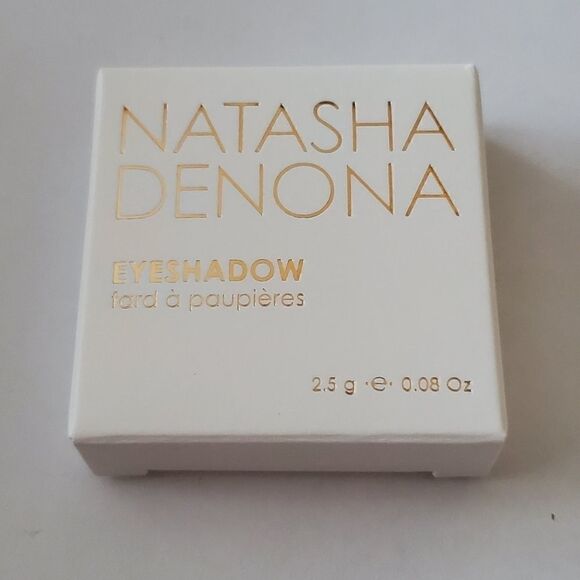 NATASHA
DENONA
EYESHADOW
fard à paupières
2.5 g ℮ 0.08 Oz